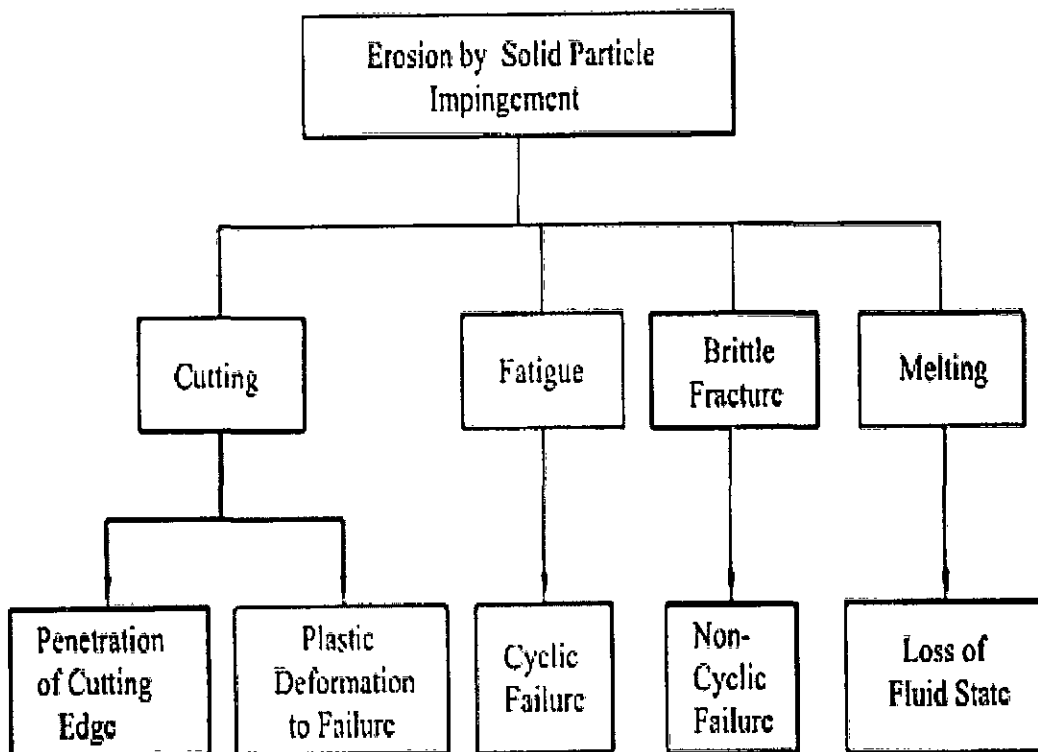 Erosion by Solid Particle
Impingement
Cutting
Fatigue
Brittle
Fracture
Melting
Penetration
of Cutting
Edge
Plastic
Deformation
to Failure
Cyclic
Failure
Non-
Cyclic
Failure
Loss of
Fluid State